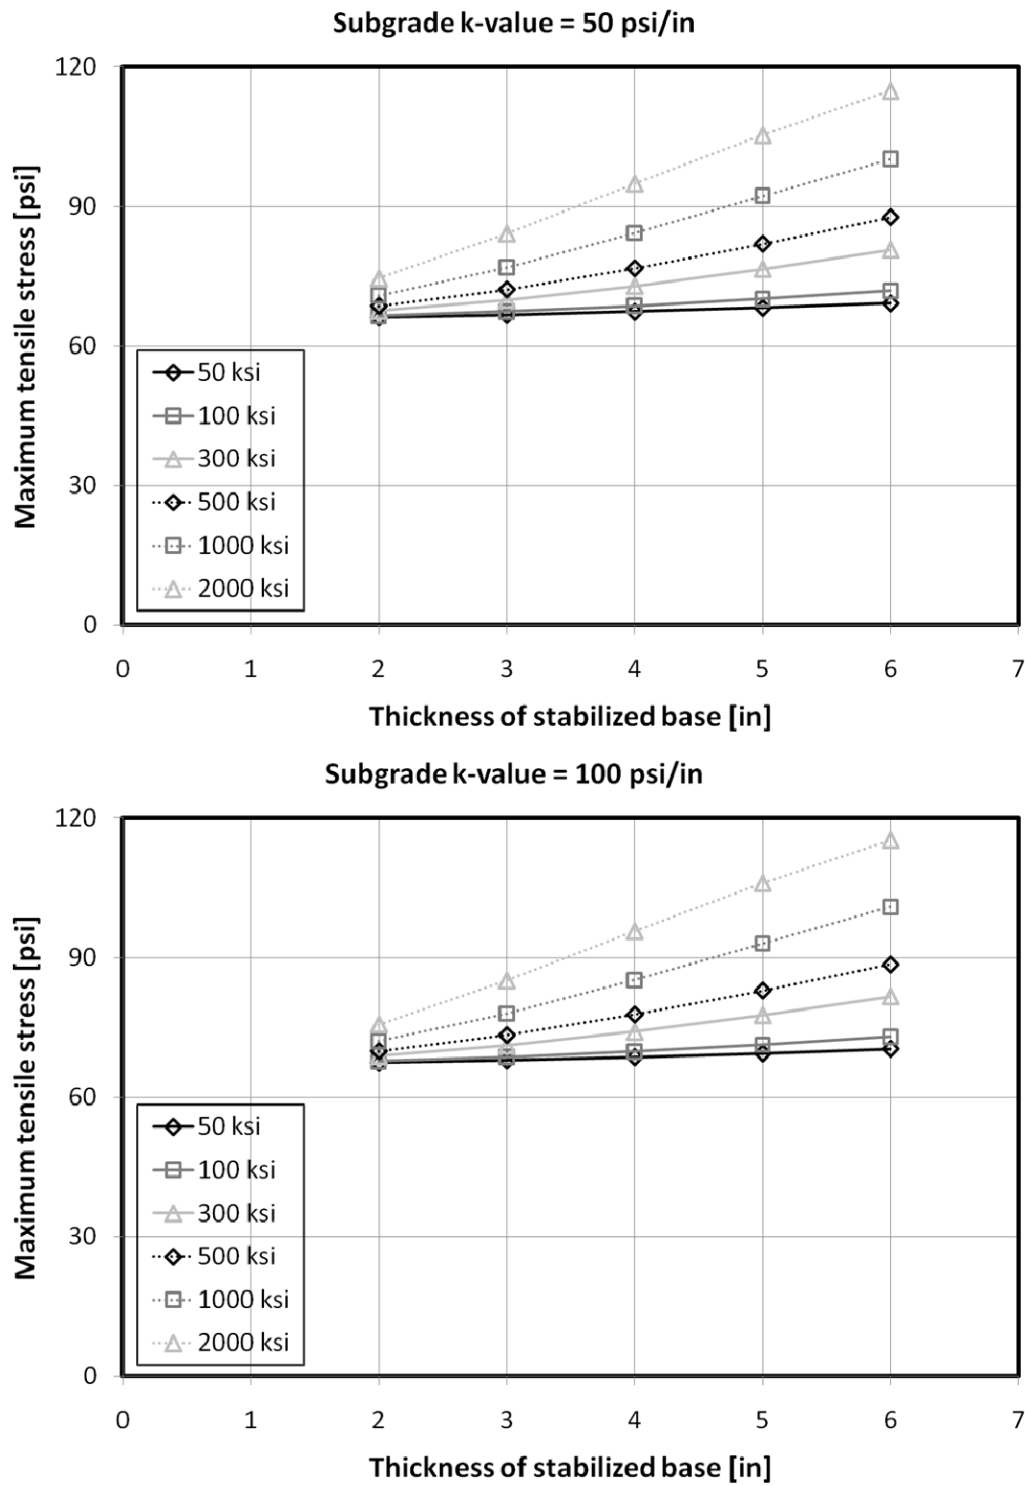 Subgrade k-value = 50 psi/in
120
90
60
30
0
Maximum tensile stress [psi]
50 ksi
100 ksi
300 ksi
500 ksi
1000 ksi
2000 ksi
0 1 2 3 4 5 6 7
Thickness of stabilized base [in]
Subgrade k-value = 100 psi/in
120
90
60
30
0
Maximum tensile stress [psi]
50 ksi
100 ksi
300 ksi
500 ksi
1000 ksi
2000 ksi
0 1 2 3 4 5 6 7
Thickness of stabilized base [in]